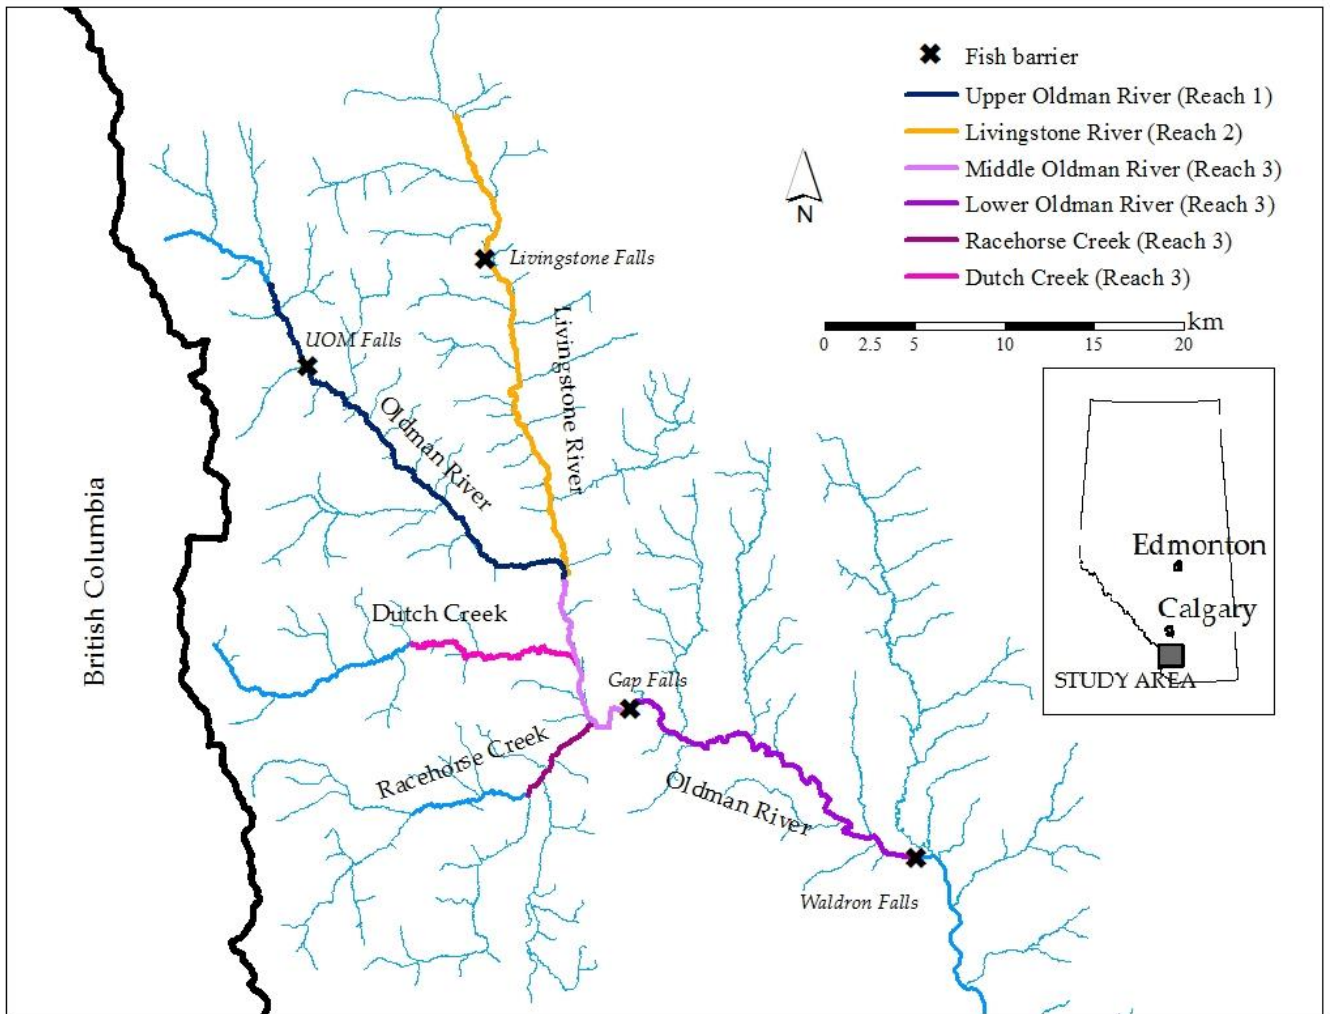 Fish barrier
Upper Oldman River (Reach 1)
Livingstone River (Reach 2)
Middle Oldman River (Reach 3)
Lower Oldman River (Reach 3)
Racehorse Creek (Reach 3)
Dutch Creek (Reach 3)
N
km
0 2.5 5 10 15 20
Livingstone Falls
UOM Falls
Livingstone River
Oldman River
British Columbia
Dutch Creek
Gap Falls
Racehorse Creek
Oldman River
Waldron Falls
Edmonton
Calgary
STUDY AREA